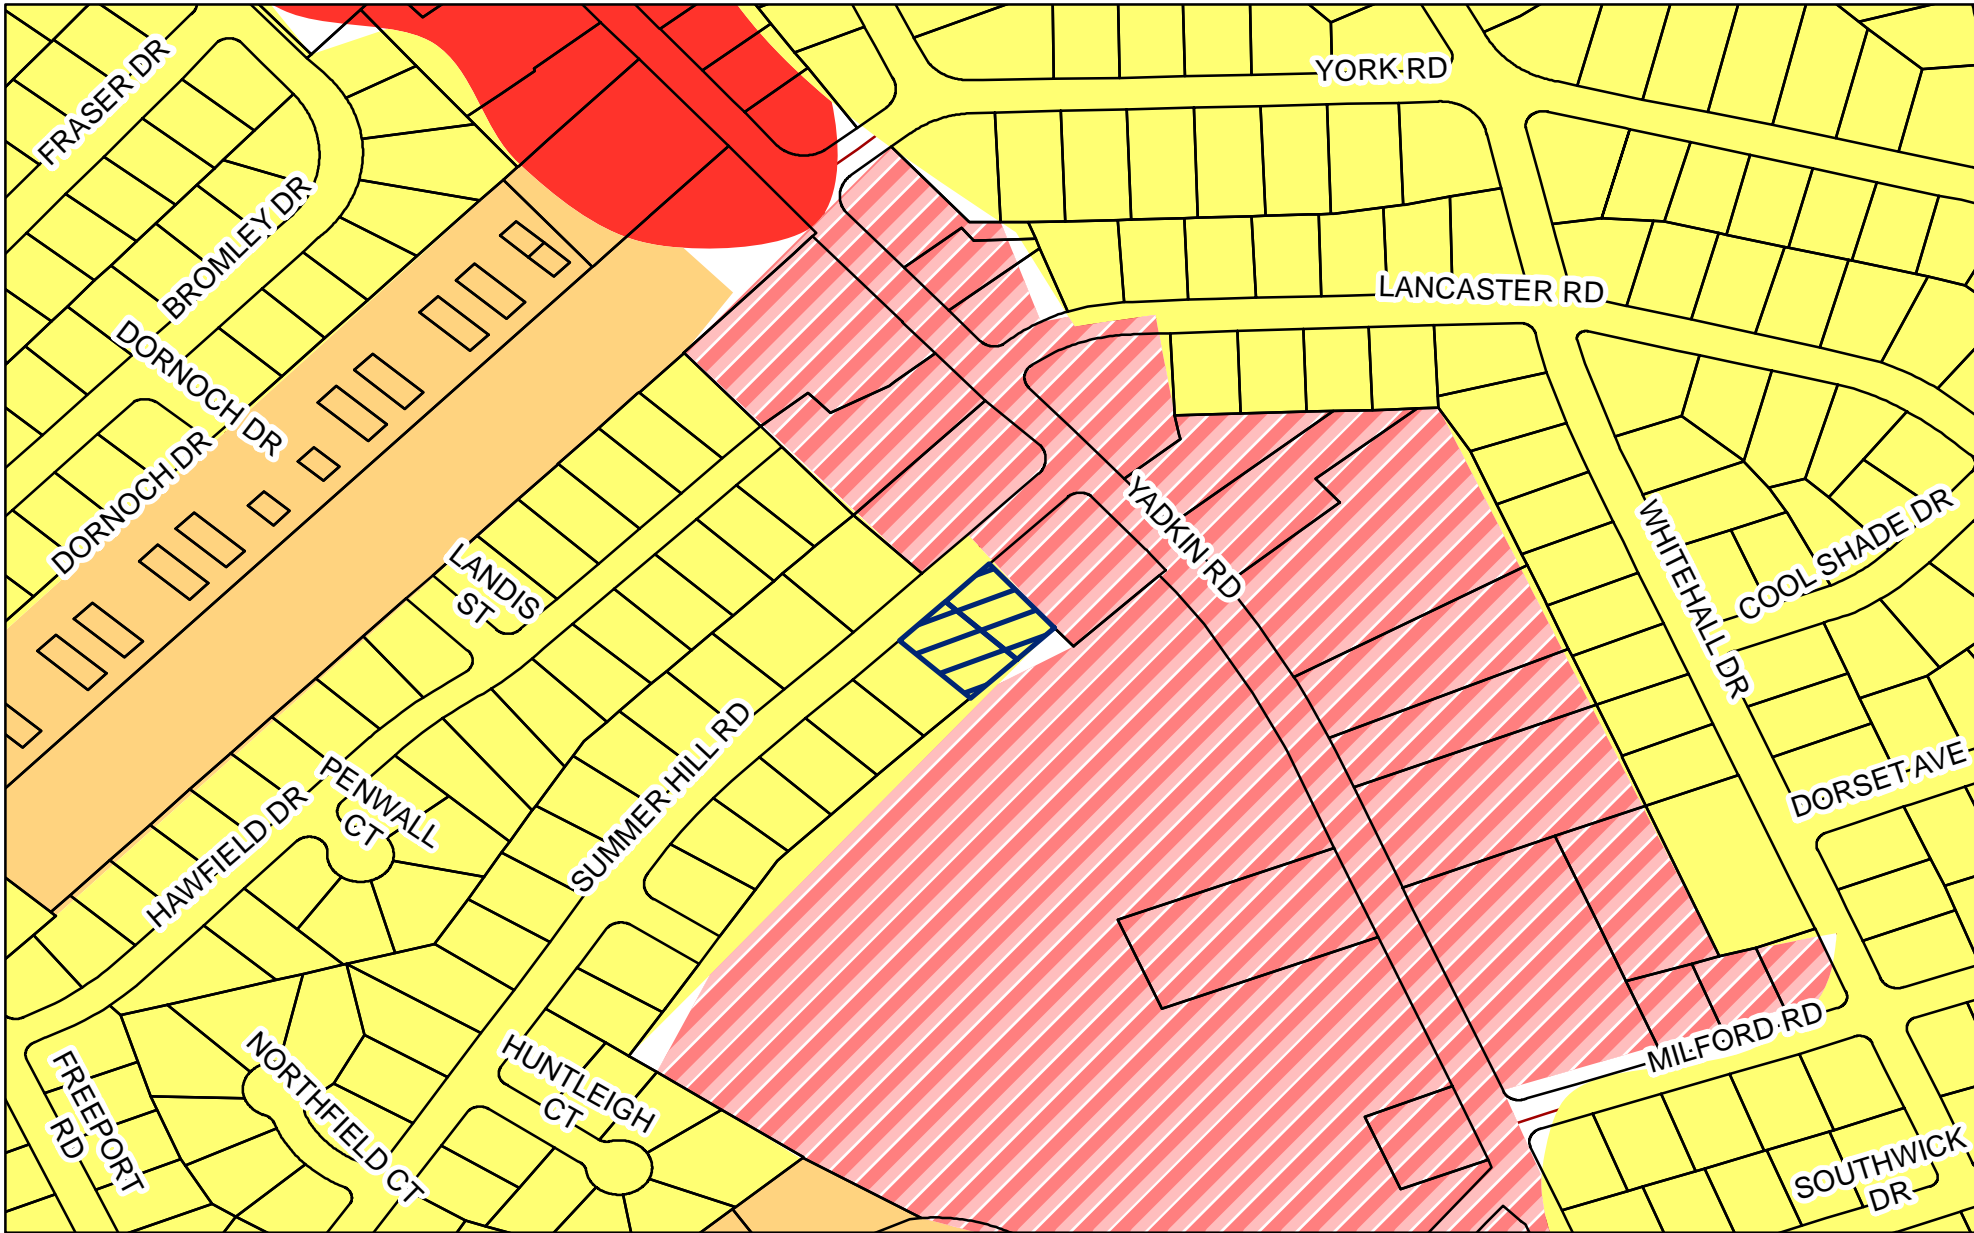 YORK RD
FRASER DR
BROMLEY DR
LANCASTER RD
DORNOCH DR
DORNOCH DR
YADKIN RD
WHITEHALL DR
COOL SHADE DR
LANDIS
ST
SUMMER HILL RD
DORSET AVE
PENWALL
CT
HAWFIELD DR
MILFORD RD
HUNTLEIGH
CT
NORTHFIELD CT
FREEPORT
RD
SOUTHWICK
DR